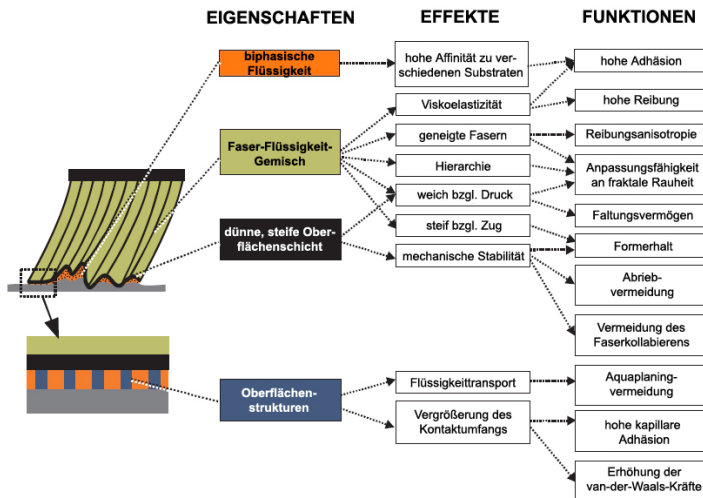 EIGENSCHAFTEN
EFFEKTE
FUNKTIONEN
biphasische
Flüssigkeit
Faser-Flüssigkeit-
Gemisch
dünne, steife Ober-
flächenschicht
Oberflächen-
strukturen
hohe Affinität zu ver-
schiedenen Substraten
Viskoelastizität
geneigte Fasern
Hierarchie
weich bzgl. Druck
steif bzgl. Zug
mechanische Stabilität
Flüssigkeittransport
Vergrößerung des
Kontaktumfangs
hohe Adhäsion
hohe Reibung
Reibungsanisotropie
Anpassungsfähigkeit
an fraktale Rauheit
Faltungsvermögen
Formerhalt
Abrieb-
vermeidung
Vermeidung des
Faserkollabierens
Aquaplaning-
vermeidung
hohe kapillare
Adhäsion
Erhöhung der
van-der-Waals-Kräfte